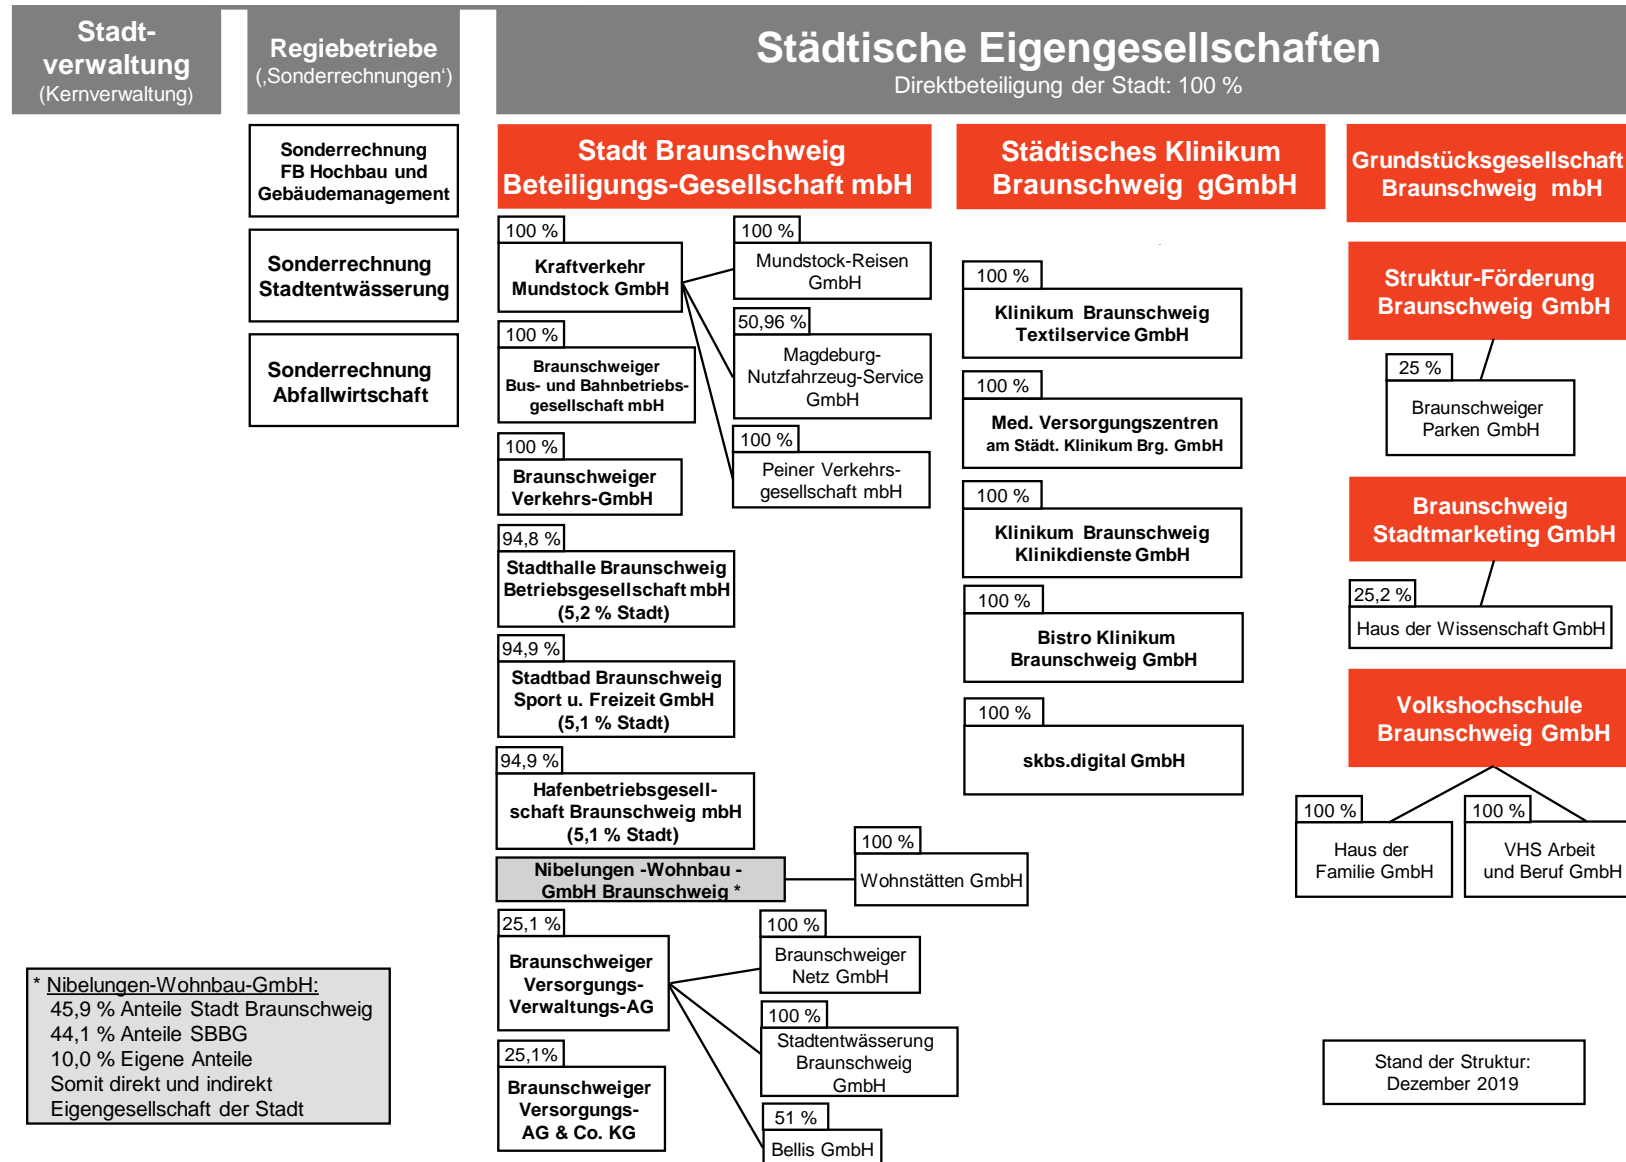 Stadt-
verwaltung
(Kernverwaltung)
Regiebetriebe
(‚Sonderrechnungen‘)
Städtische Eigengesellschaften
Direktbeteiligung der Stadt: 100 %
Sonderrechnung
FB Hochbau und
Gebäudemanagement
Sonderrechnung
Stadtentwässerung
Sonderrechnung
Abfallwirtschaft
Stadt Braunschweig
Beteiligungs-Gesellschaft mbH
100 %
Kraftverkehr
Mundstock GmbH
100 %
Mundstock-Reisen
GmbH
50,96 %
Magdeburg-
Nutzfahrzeug-Service
GmbH
100 %
Peiner Verkehrs-
gesellschaft mbH
100 %
Braunschweiger
Bus- und Bahnbetriebs-
gesellschaft mbH
100 %
Braunschweiger
Verkehrs-GmbH
94,8 %
Stadthalle Braunschweig
Betriebsgesellschaft mbH
(5,2 % Stadt)
94,9 %
Stadtbad Braunschweig
Sport u. Freizeit GmbH
(5,1 % Stadt)
94,9 %
Hafenbetriebsgesell-
schaft Braunschweig mbH
(5,1 % Stadt)
Nibelungen -Wohnbau -
GmbH Braunschweig *
100 %
Wohnstätten GmbH
25,1 %
Braunschweiger
Versorgungs-
Verwaltungs-AG
100 %
Braunschweiger
Netz GmbH
100 %
Stadtentwässerung
Braunschweig
GmbH
51 %
Bellis GmbH
25,1%
Braunschweiger
Versorgungs-
AG & Co. KG
Städtisches Klinikum
Braunschweig gGmbH
100 %
Klinikum Braunschweig
Textilservice GmbH
100 %
Med. Versorgungszentren
am Städt. Klinikum Brg. GmbH
100 %
Klinikum Braunschweig
Klinikdienste GmbH
100 %
Bistro Klinikum
Braunschweig GmbH
100 %
skbs.digital GmbH
Grundstücksgesellschaft
Braunschweig mbH
Struktur-Förderung
Braunschweig GmbH
25 %
Braunschweiger
Parken GmbH
Braunschweig
Stadtmarketing GmbH
25,2 %
Haus der Wissenschaft GmbH
Volkshochschule
Braunschweig GmbH
100 %
Haus der
Familie GmbH
100 %
VHS Arbeit
und Beruf GmbH
* Nibelungen-Wohnbau-GmbH:
45,9 % Anteile Stadt Braunschweig
44,1 % Anteile SBBG
10,0 % Eigene Anteile
Somit direkt und indirekt
Eigengesellschaft der Stadt
Stand der Struktur:
Dezember 2019